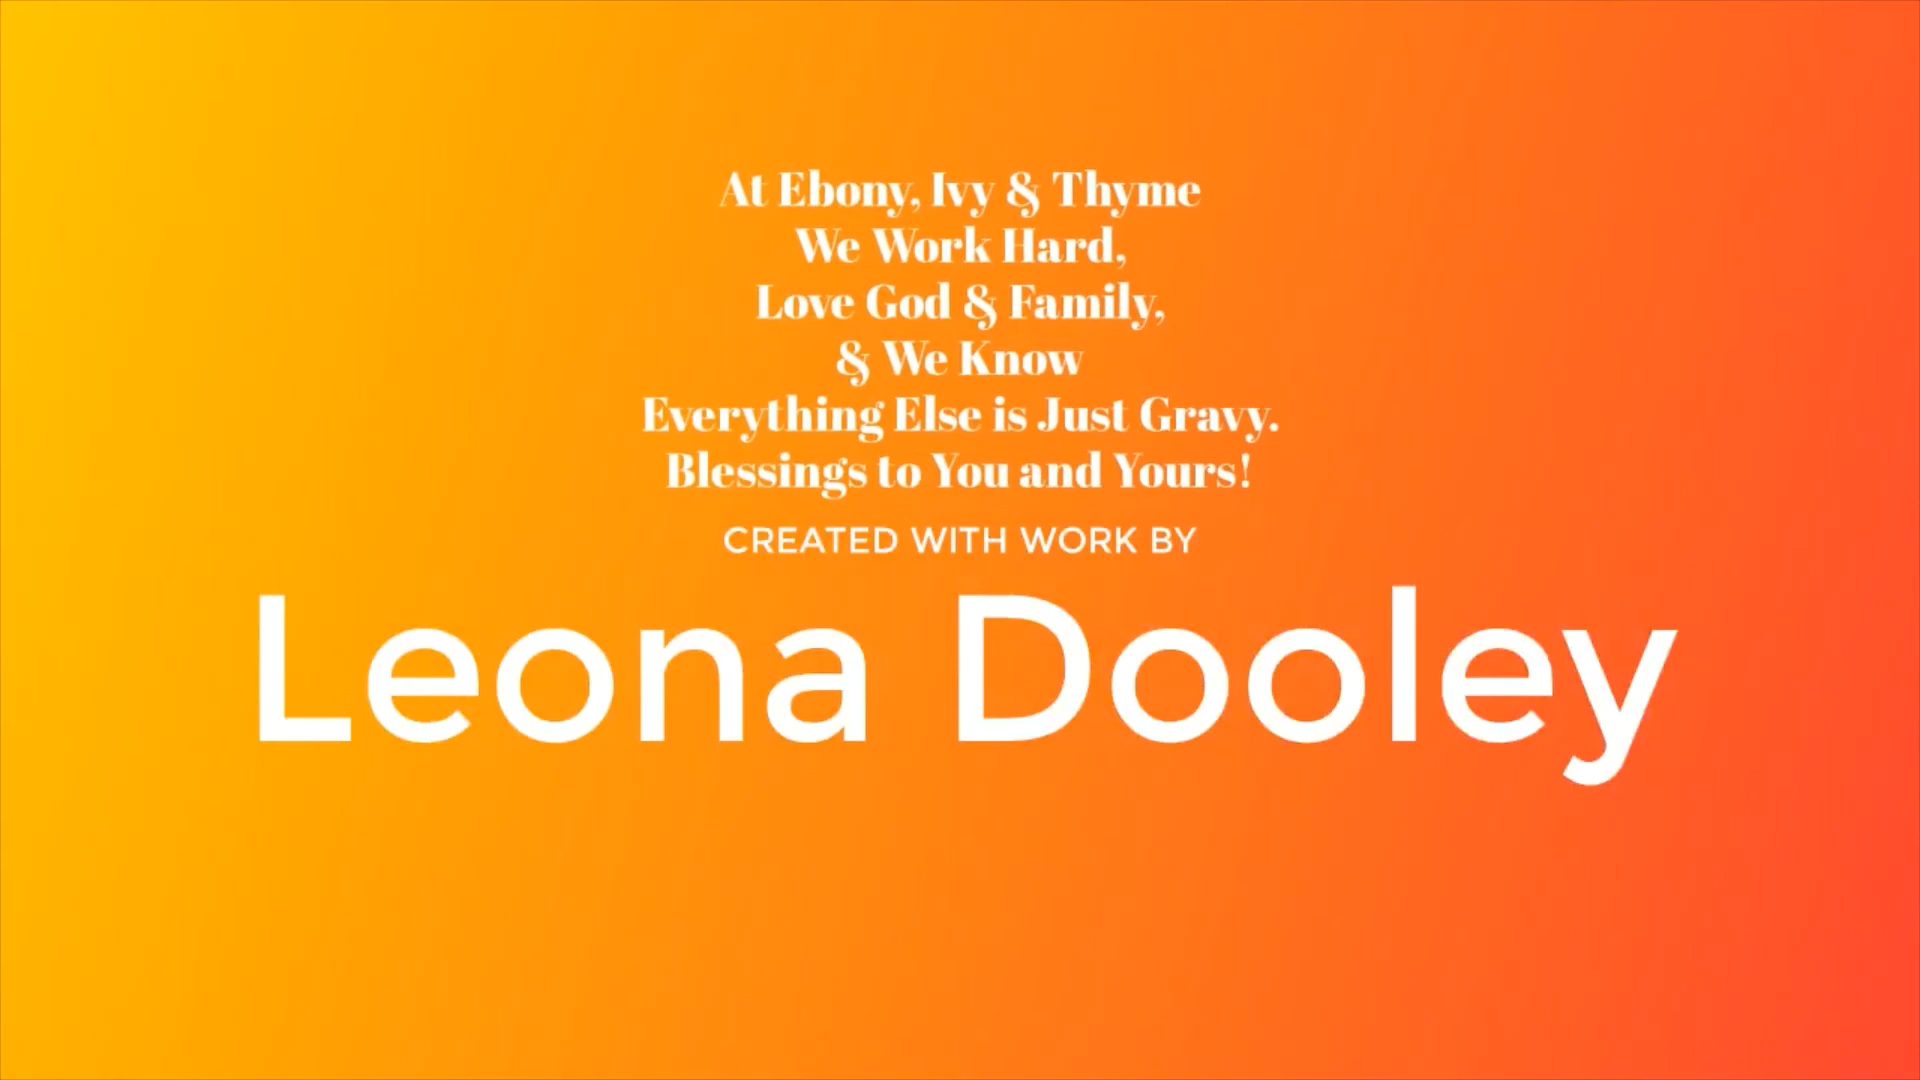 At Ebony, Ivy & Thyme
We Work Hard,
Love God & Family,
& We Know
Everything Else is Just Gravy.
Blessings to You and Yours!
CREATED WITH WORK BY
Leona Dooley